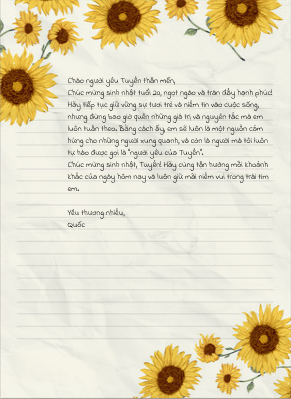 Chào người yêu Tuyền thân mến,
Chúc mừng sinh nhật tuổi 20, ngọt ngào và tràn đầy hạnh phúc!
Hãy tiếp tục giữ vững sự tươi trẻ và niềm tin vào cuộc sống,
nhưng đừng bao giờ quên những giá trị và nguyên tắc mà em
luôn tuân theo. Bằng cách ấy, em sẽ luôn là một nguồn cảm
hứng cho những người xung quanh, và còn là người mà tôi luôn
tự hào được gọi là "người yêu của Tuyền".
Chúc mừng sinh nhật, Tuyền! Hãy cùng tận hưởng mỗi khoảnh
khắc của ngày hôm nay và luôn giữ mãi niềm vui trong trái tim
em.
Yêu thương nhiều,
Quốc